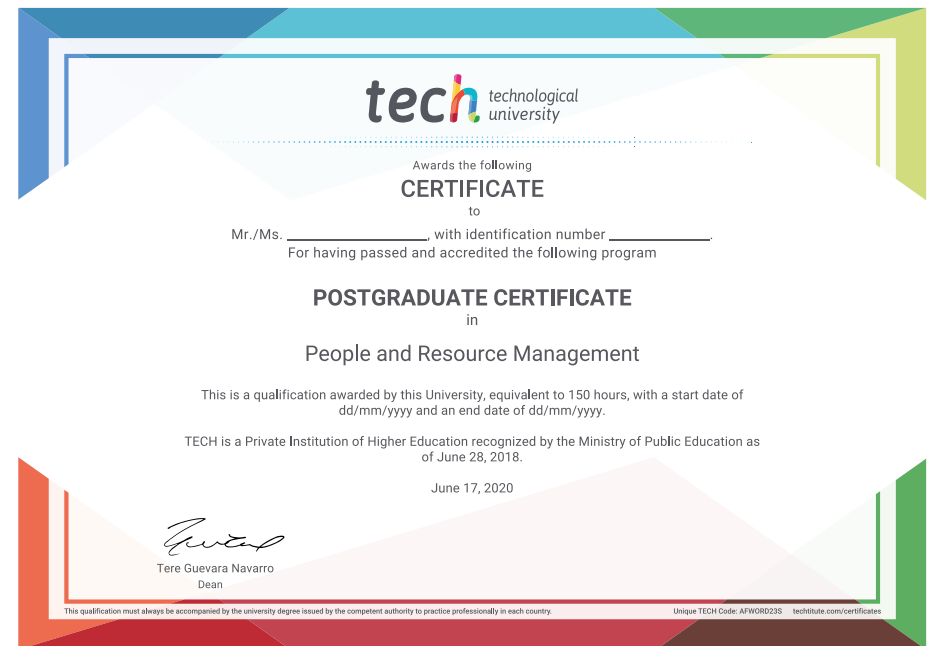 tech technological
university
Awards the following
CERTIFICATE
to
Mr./Ms. ____________________, with identification number ______________.
For having passed and accredited the following program
POSTGRADUATE CERTIFICATE
in
People and Resource Management
This is a qualification awarded by this University, equivalent to 150 hours, with a start date of
dd/mm/yyyy and an end date of dd/mm/yyyy.
TECH is a Private Institution of Higher Education recognized by the Ministry of Public Education as
of June 28, 2018.
June 17, 2020
Tere Guevara Navarro
Dean
This qualification must always be accompanied by the university degree issued by the competent authority to practice professionally in each country.
Unique TECH Code: AFWORD23S techtitute.com/certificates